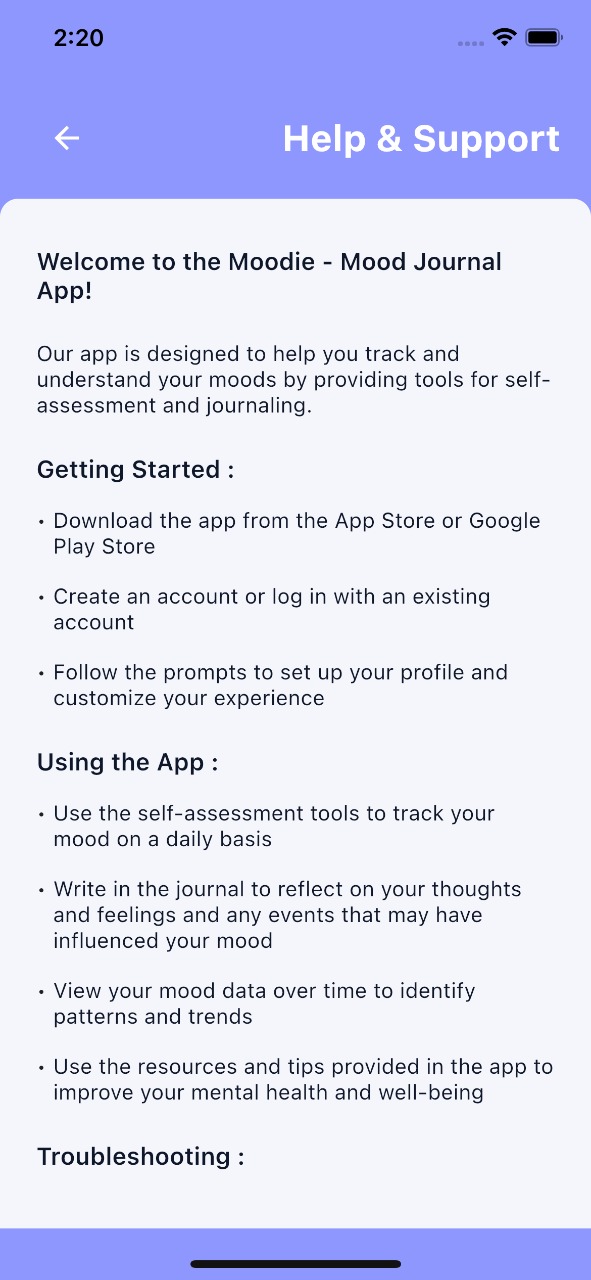 2:20
Help & Support
Welcome to the Moodie - Mood Journal
App!
Our app is designed to help you track and
understand your moods by providing tools for self-
assessment and journaling.
Getting Started :
• Download the app from the App Store or Google
Play Store
• Create an account or log in with an existing
account
• Follow the prompts to set up your profile and
customize your experience
Using the App :
• Use the self-assessment tools to track your
mood on a daily basis
• Write in the journal to reflect on your thoughts
and feelings and any events that may have
influenced your mood
• View your mood data over time to identify
patterns and trends
• Use the resources and tips provided in the app to
improve your mental health and well-being
Troubleshooting :